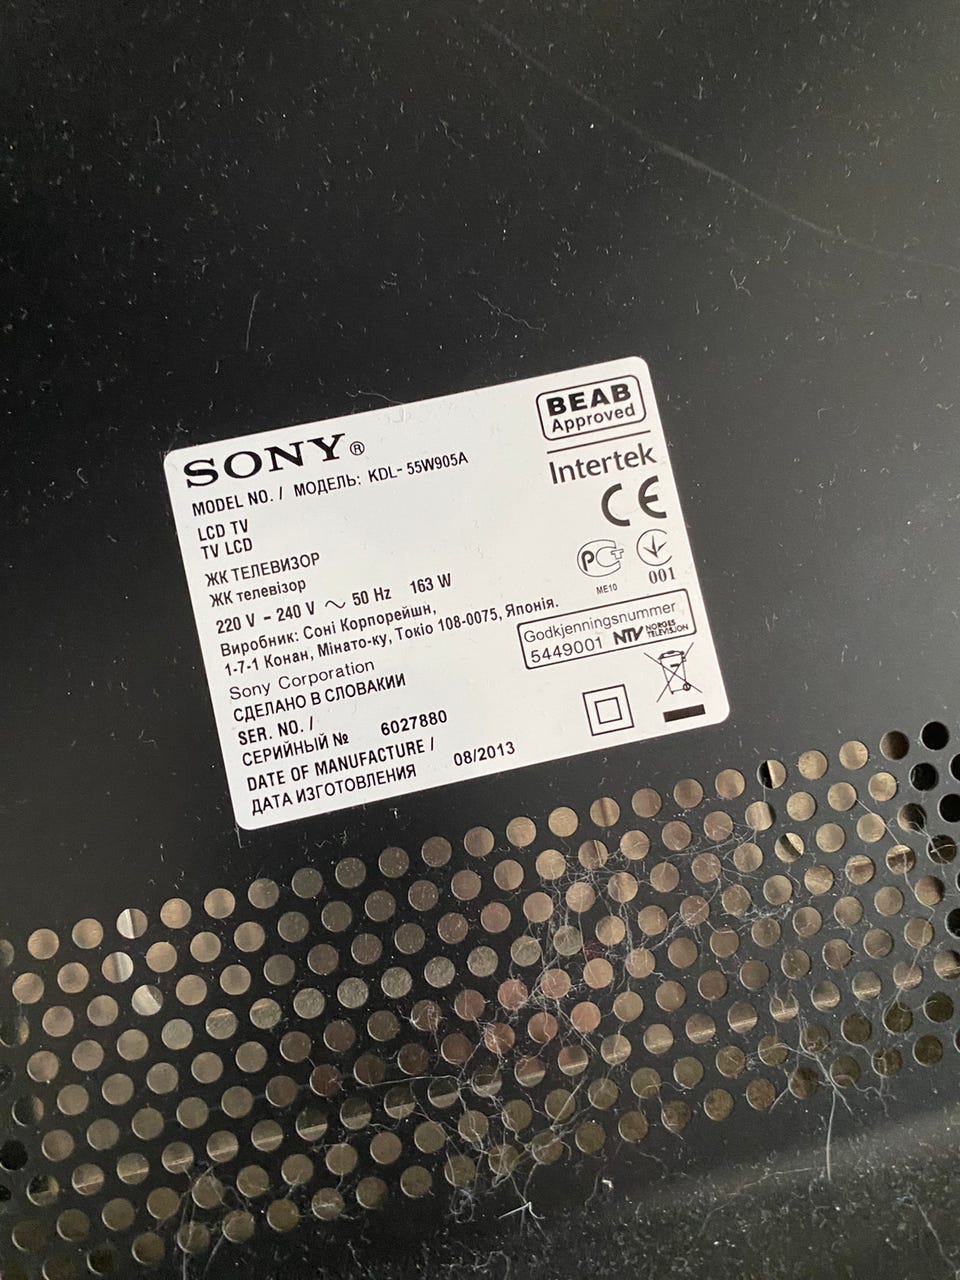 SONY®
MODEL NO. / МОДЕЛЬ: KDL- 55W905A
LCD TV
TV LCD
ЖК ТЕЛЕВИЗОР
ЖК телевізор
220 V - 240 V ~ 50 Hz 163 W
Виробник: Соні Корпорейшн,
1-7-1 Конан, Мінато-ку, Токіо 108-0075, Японія.
Sony Corporation
СДЕЛАНО В СЛОВАКИИ
SER. NO. /
СЕРИЙНЫЙ № 6027880
DATE OF MANUFACTURE /
ДАТА ИЗГОТОВЛЕНИЯ 08/2013
BEAB
Approved
Intertek
CE
РСТ
ME10
001
Godkjenningsnummer
5449001 NTV NORGES
TELEVISJON